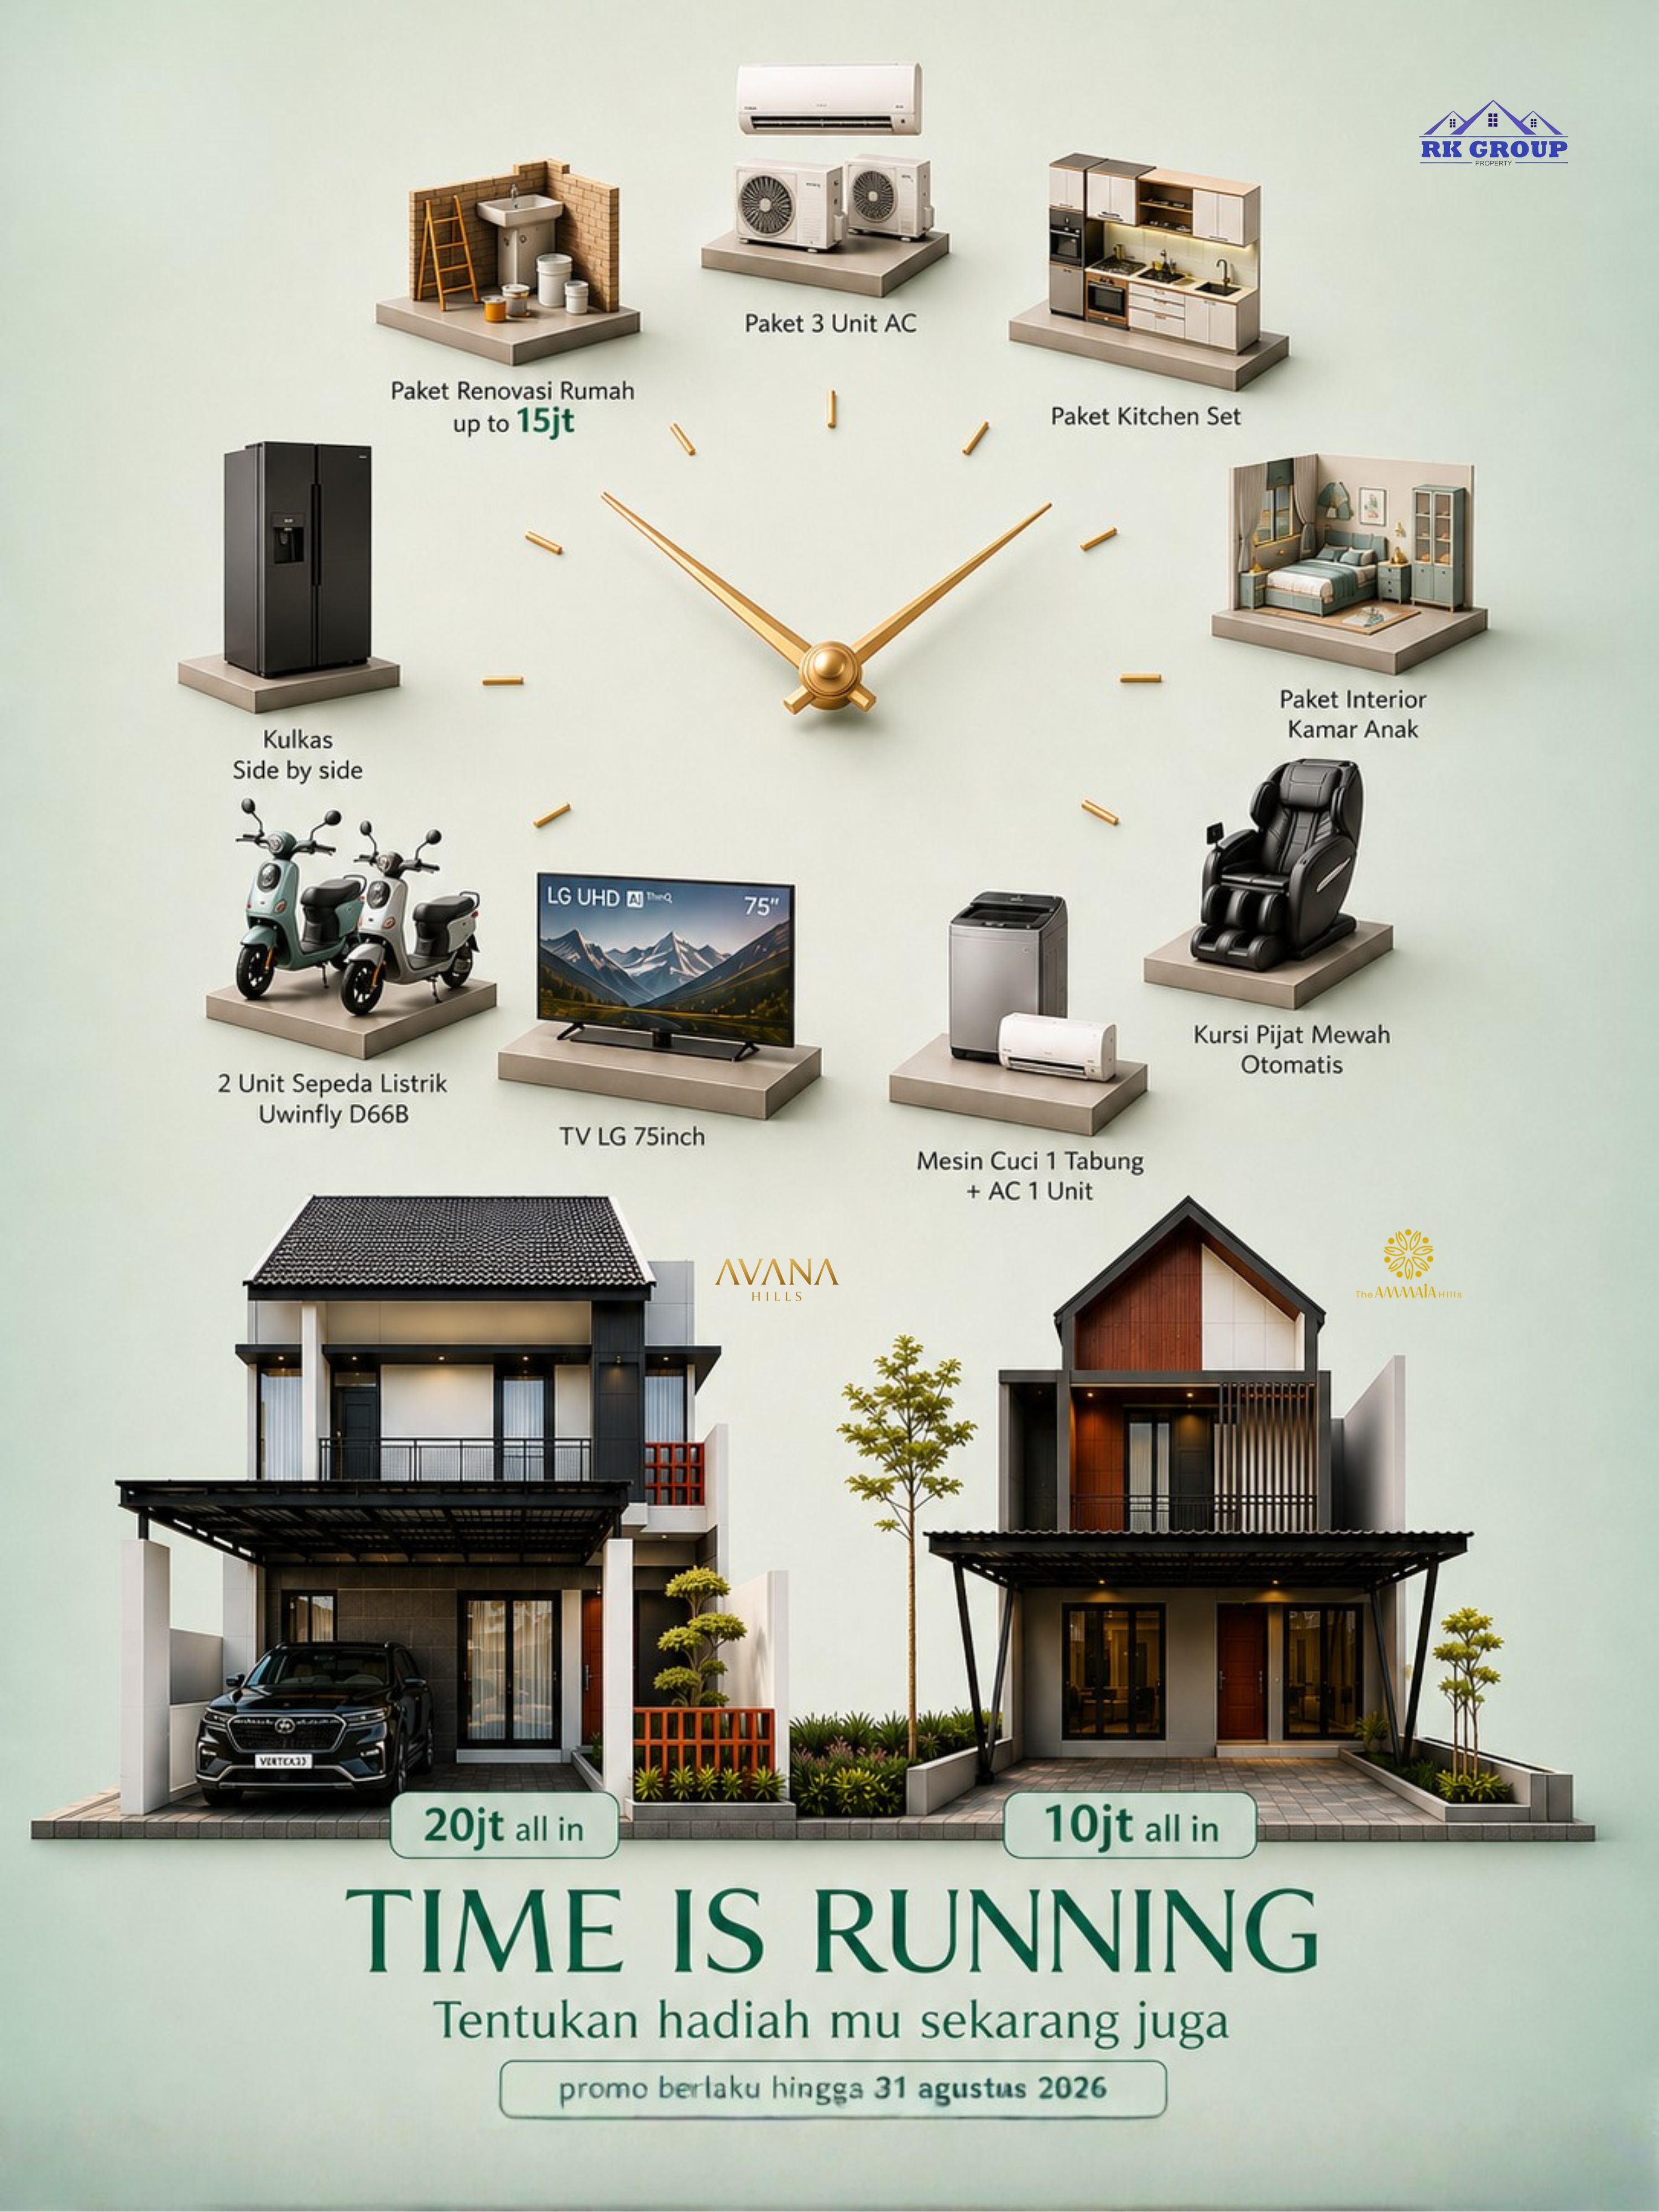 RK GROUP
PROPERTY
Paket 3 Unit AC
Paket Renovasi Rumah
up to 15jt
Paket Kitchen Set
Kulkas
Side by side
Paket Interior
Kamar Anak
LG UHD AI ThinQ 75"
2 Unit Sepeda Listrik
Uwinfly D66B
TV LG 75inch
Mesin Cuci 1 Tabung
+ AC 1 Unit
Kursi Pijat Mewah
Otomatis
AVANA
HILLS
The AMMAIA Hills
20jt all in
10jt all in
TIME IS RUNNING
Tentukan hadiah mu sekarang juga
promo berlaku hingga 31 agustus 2026